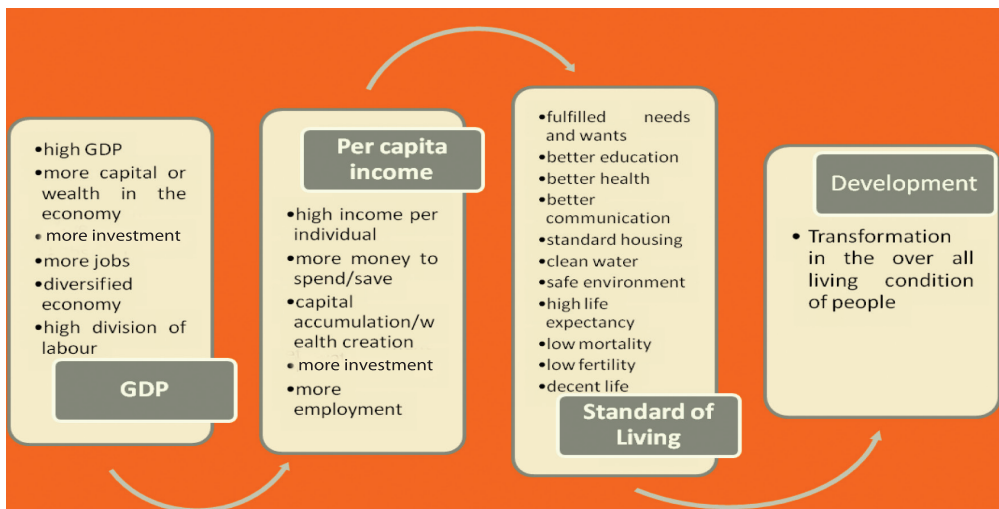 •high GDP
•more capital or
wealth in the
economy
• more investment
•more jobs
•diversified
economy
•high division of
labour
GDP
Per capita
income
•high income per
individual
•more money to
spend/save
•capital
accumulation/w
ealth creation
• more investment
•more
employment
•fulfilled needs
and wants
•better education
•better health
•better
communication
•standard housing
•clean water
•safe environment
•high life
expectancy
•low mortality
•low fertility
•decent life
Standard of
Living
Development
• Transformation
in the over all
living condition
of people